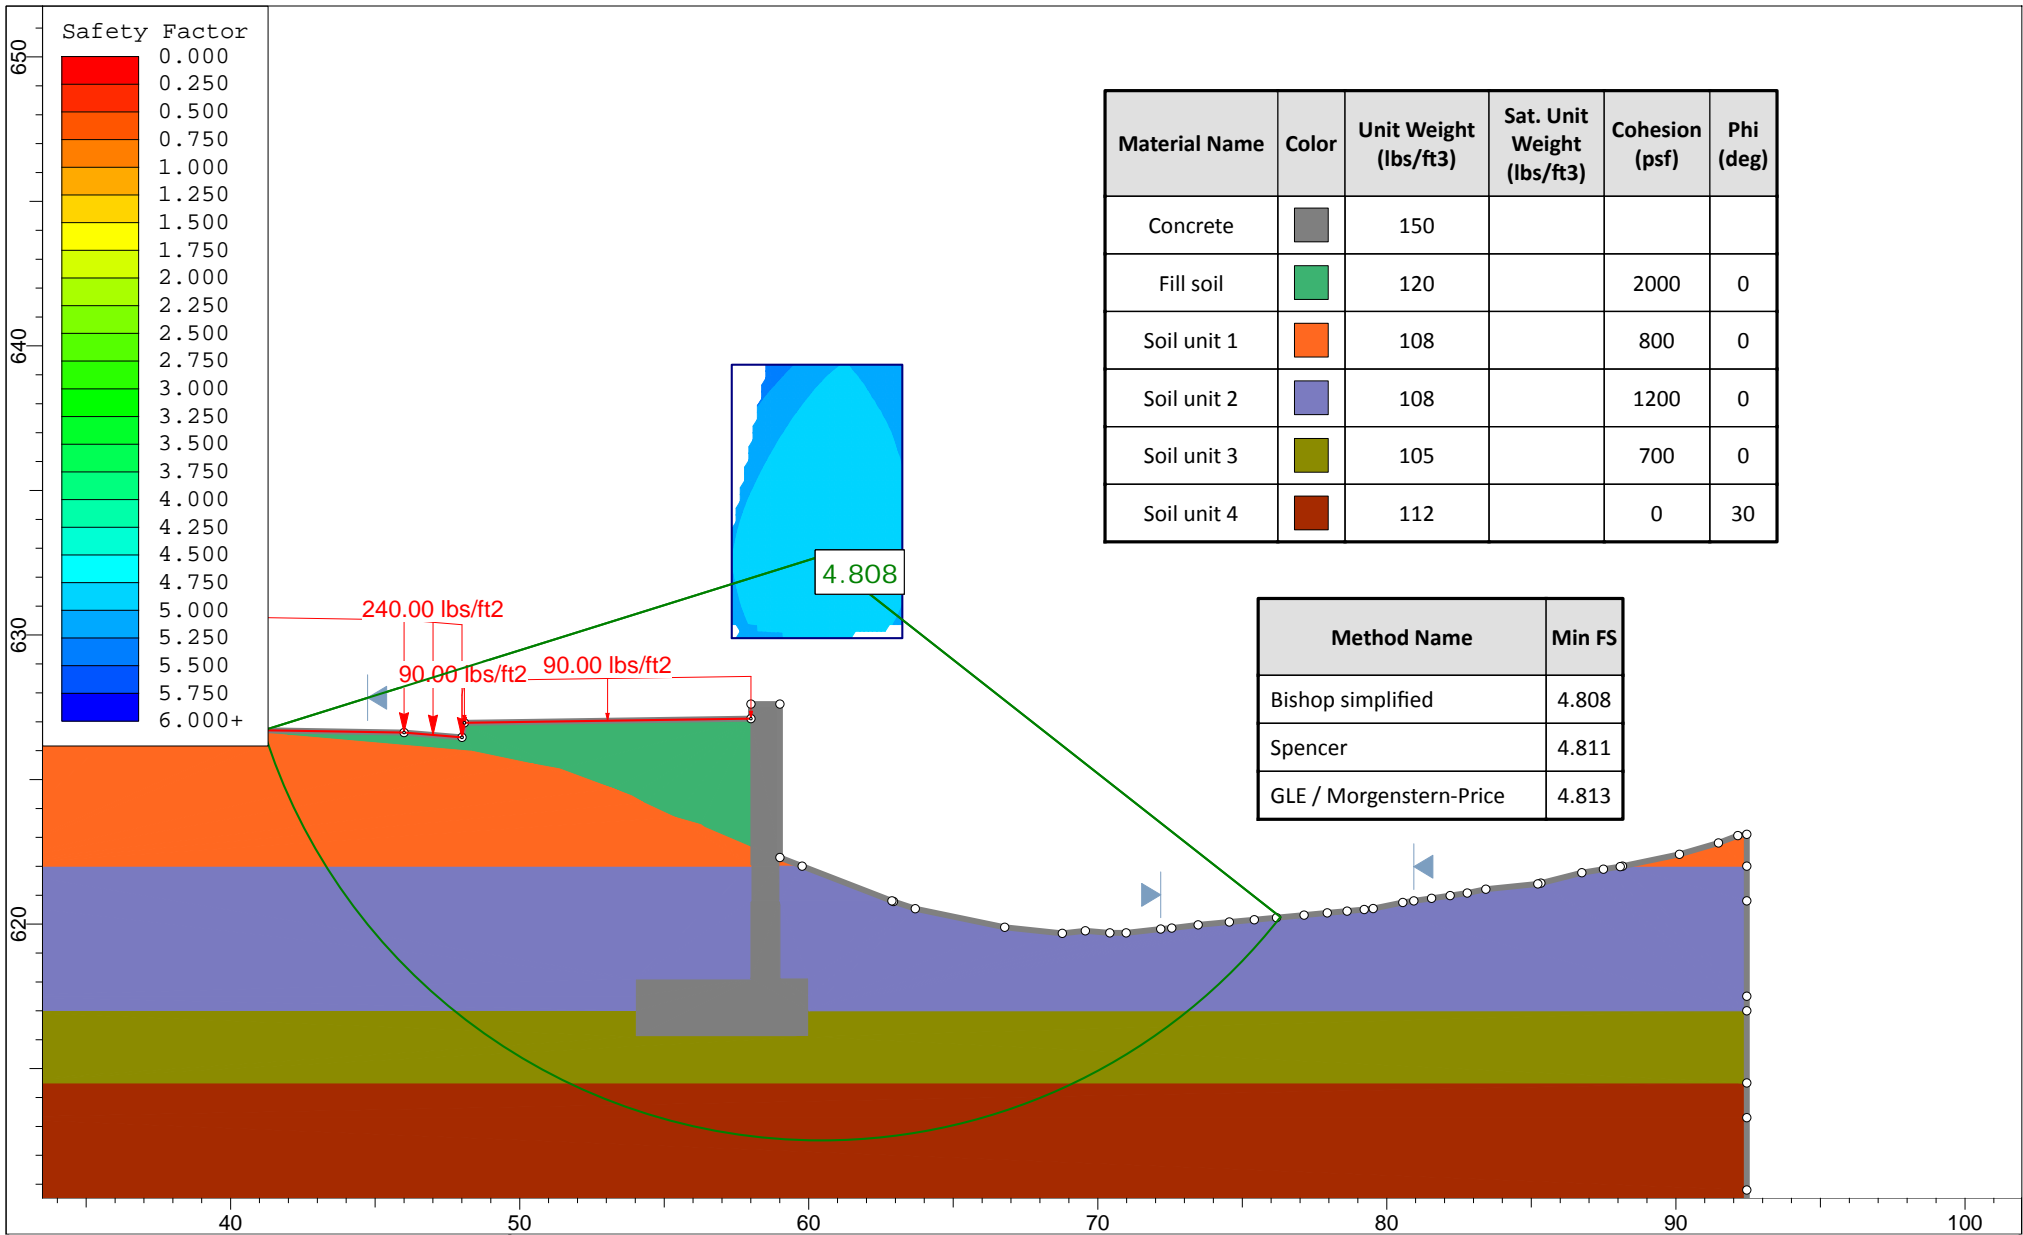 Safety Factor
0.000
0.250
0.500
0.750
1.000
1.250
1.500
1.750
2.000
2.250
2.500
2.750
3.000
3.250
3.500
3.750
4.000
4.250
4.500
4.750
5.000
5.250
5.500
5.750
6.000+
650
640
630
620
240.00 lbs/ft2
90.00 lbs/ft2
90.00 lbs/ft2
4.808
Material Name Color Unit Weight (lbs/ft3) Sat. Unit Weight (lbs/ft3) Cohesion (psf) Phi (deg)
Concrete 150
Fill soil 120 2000 0
Soil unit 1 108 800 0
Soil unit 2 108 1200 0
Soil unit 3 105 700 0
Soil unit 4 112 0 30
Method Name Min FS
Bishop simplified 4.808
Spencer 4.811
GLE / Morgenstern-Price 4.813
40 50 60 70 80 90 100